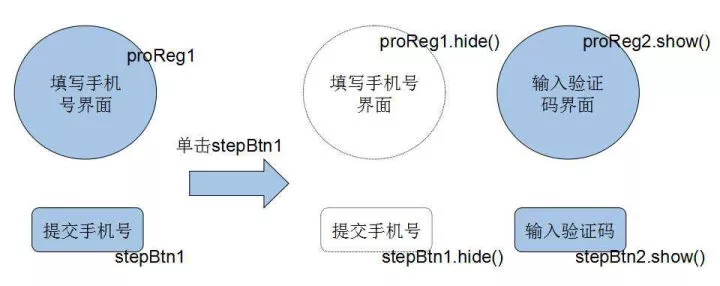 proReg1
填写手机
号界面
提交手机号
stepBtn1
单击stepBtn1
proReg1.hide()
填写手机号
界面
提交手机号
stepBtn1.hide()
proReg2.show()
输入验证
码界面
输入验证码
stepBtn2.show()